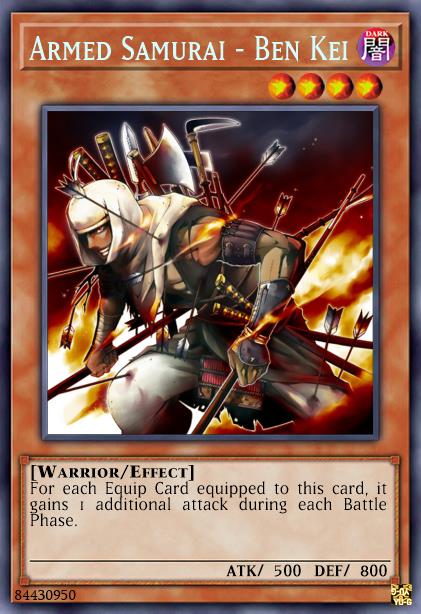 Armed Samurai - Ben Kei
DARK
闇
[Warrior/Effect]
For each Equip Card equipped to this card, it
gains 1 additional attack during each Battle
Phase.
ATK/ 500 DEF/ 800
84430950